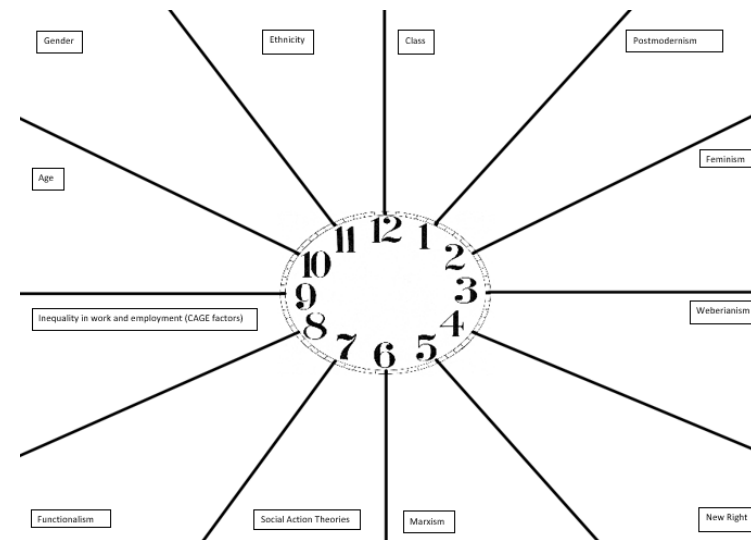 Gender
Ethnicity
Class
Postmodernism
Feminism
Age
12
11
1
10
2
9
3
8
4
7
5
6
Weberianism
Inequality in work and employment (CAGE factors)
Functionalism
Social Action Theories
Marxism
New Right